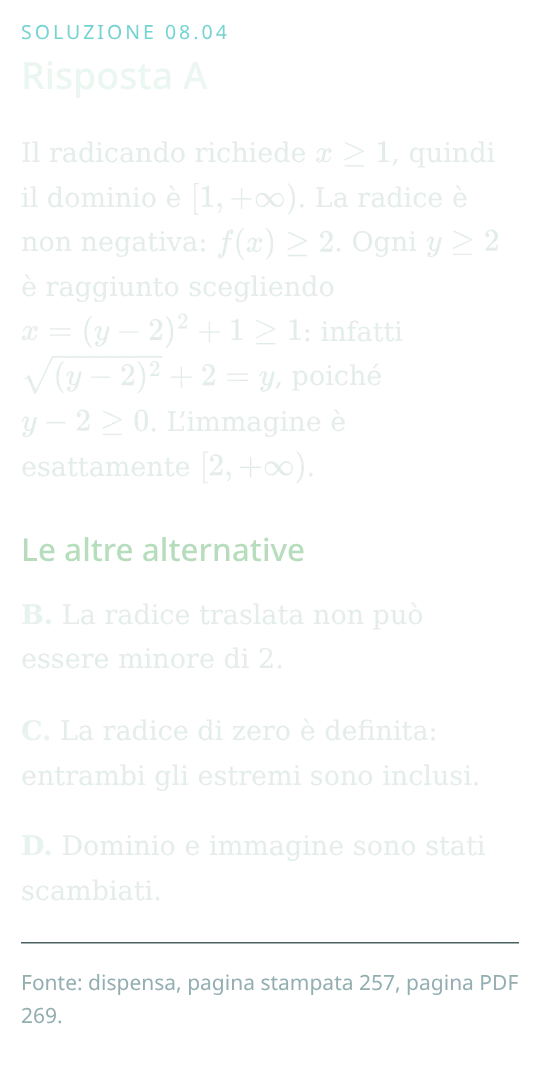 SOLUZIONE 08.04
Risposta A
Il radicando richiede x ≥ 1, quindi
il dominio è [1, +∞). La radice è
non negativa: f(x) ≥ 2. Ogni y ≥ 2
è raggiunto scegliendo
x = (y − 2)² + 1 ≥ 1: infatti
√(y − 2)² + 2 = y, poiché
y − 2 ≥ 0. L’immagine è
esattamente [2, +∞).
Le altre alternative
B. La radice traslata non può
essere minore di 2.
C. La radice di zero è definita:
entrambi gli estremi sono inclusi.
D. Dominio e immagine sono stati
scambiati.
Fonte: dispensa, pagina stampata 257, pagina PDF
269.